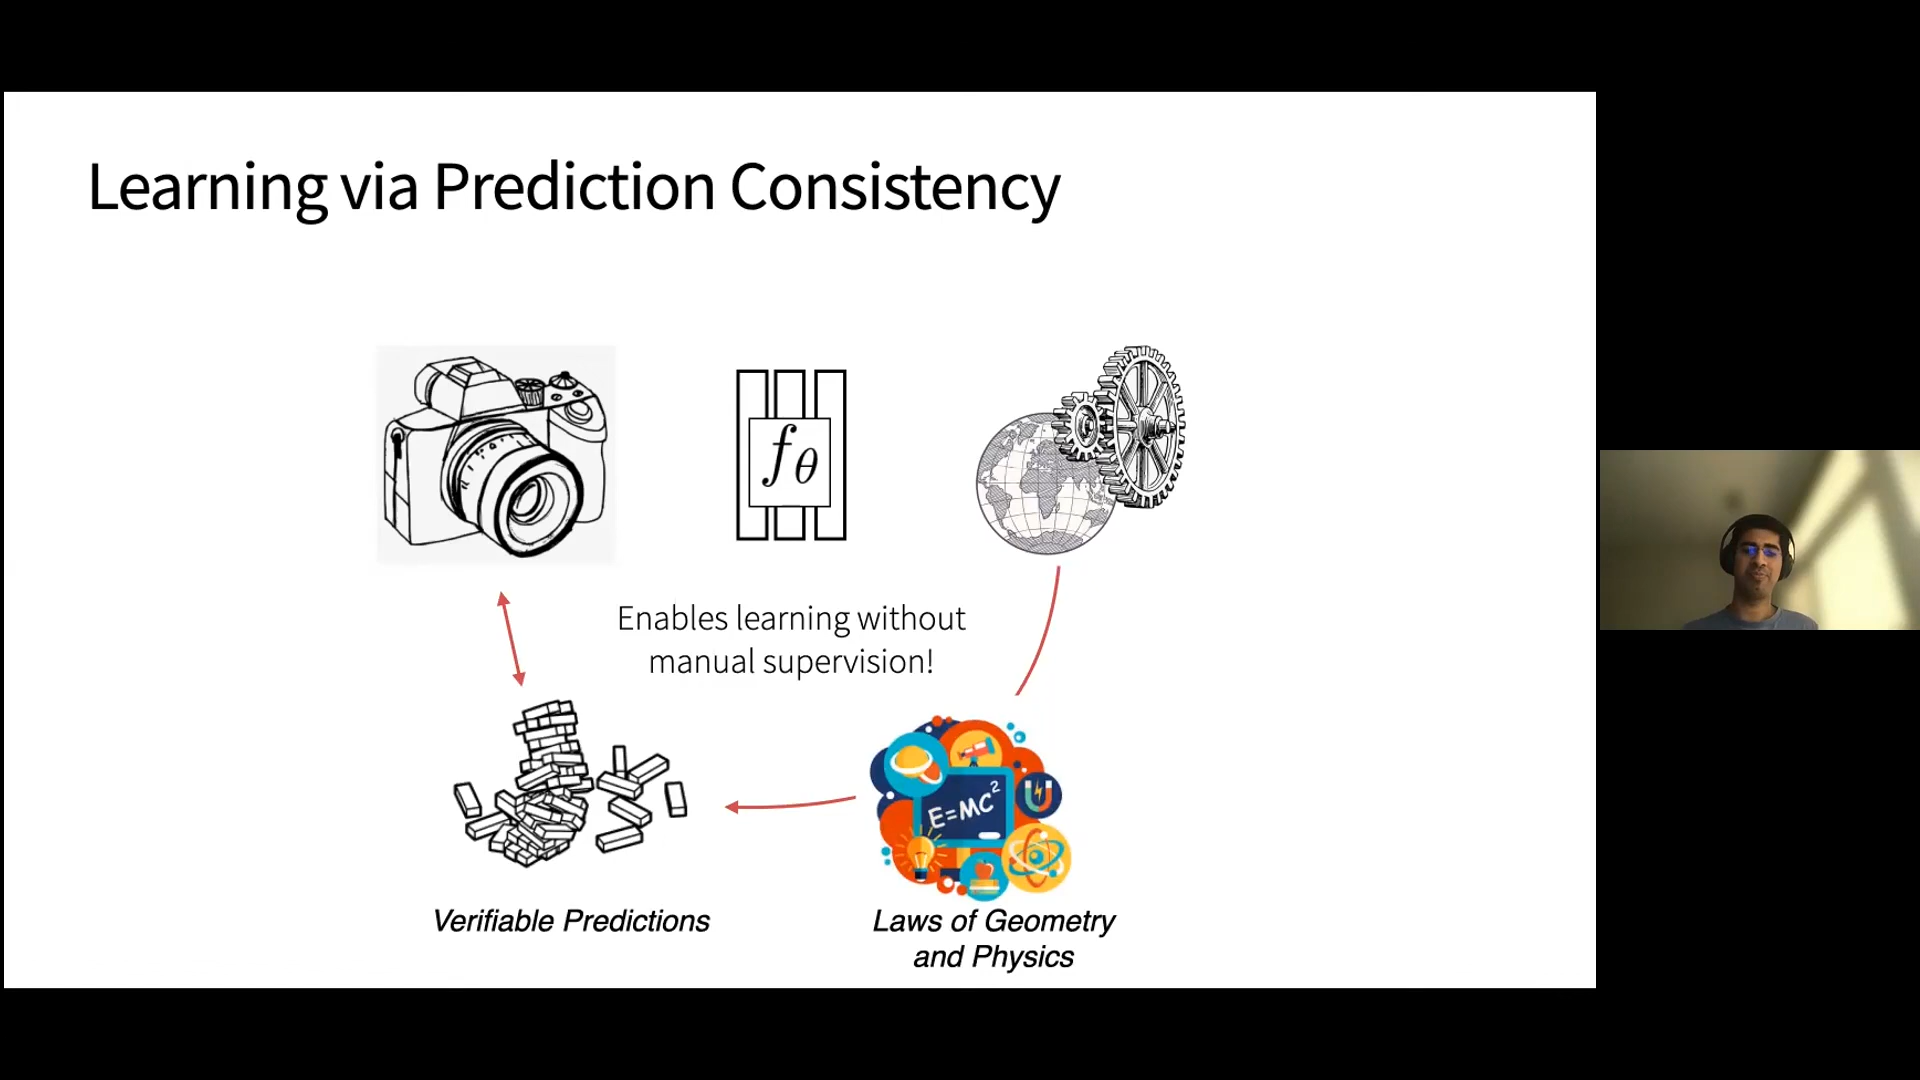 Learning via Prediction Consistency
fθ
Enables learning without
manual supervision!
E=MC²
Verifiable Predictions
Laws of Geometry
and Physics